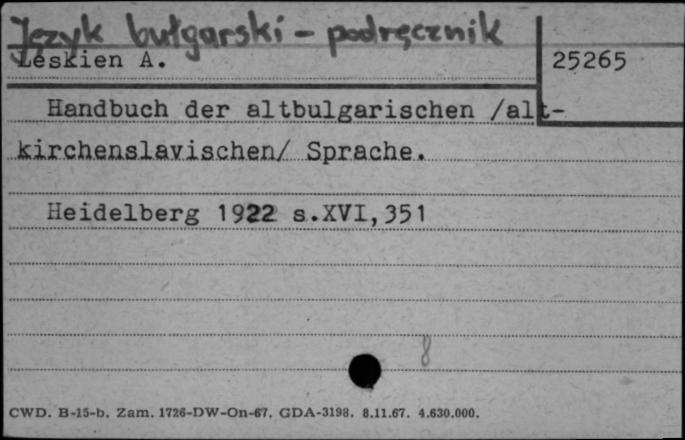 Język bułgarski - podręcznik
Leskien A.
25265
Handbuch der altbulgarischen /alt-
kirchenslavischen/ Sprache.
Heidelberg 1922 s.XVI,351
8
CWD. B-15-b. Zam. 1726-DW-On-67. GDA-3198. 8.11.67. 4.630.000.